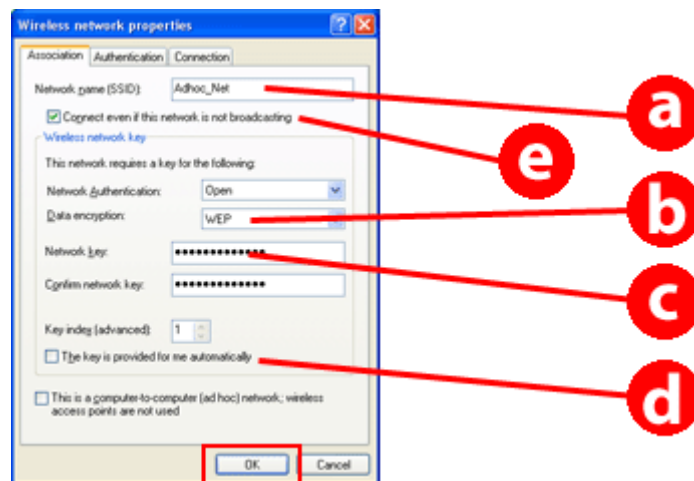 Wireless network properties
Association Authentication Connection
Network name (SSID): Adhoc_Net
Connect even if this network is not broadcasting
Wireless network key
This network requires a key for the following:
Network Authentication: Open
Data encryption: WEP
Network key: •••••••••••••
Confirm network key: •••••••••••••
Key index (advanced): 1
The key is provided for me automatically
This is a computer-to-computer (ad hoc) network; wireless
access points are not used
OK Cancel
a
e
b
c
d